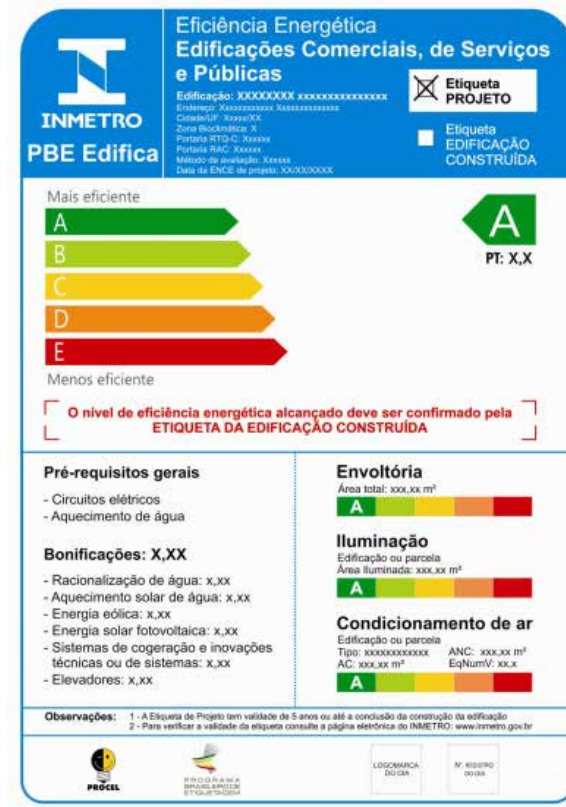 Eficiência Energética
Edificações Comerciais, de Serviços
e Públicas
INMETRO
PBE Edifica
Edificação: XXXXXXXX xxxxxxxxxxxxxxx
Endereço: Xxxxxxxxxxxx Xxxxxxxxxxxxxx
Cidade/UF: Xxxxx/XX
Zona Bioclimática: X
Portaria RTQ-C: Xxxxxx
Portaria RAC: Xxxxxx
Método de avaliação: Xxxxxx
Data da ENCE de projeto: XX/XX/XXXX
Etiqueta
PROJETO
Etiqueta
EDIFICAÇÃO
CONSTRUÍDA
Mais eficiente
A
B
C
D
E
Menos eficiente
A
PT: X,X
O nível de eficiência energética alcançado deve ser confirmado pela
ETIQUETA DA EDIFICAÇÃO CONSTRUÍDA
Pré-requisitos gerais
- Circuitos elétricos
- Aquecimento de água
Bonificações: X,XX
- Racionalização de água: x,xx
- Aquecimento solar de água: x,xx
- Energia eólica: x,xx
- Energia solar fotovoltaica: x,xx
- Sistemas de cogeração e inovações
técnicas ou de sistemas: x,xx
- Elevadores: x,xx
Envoltória
Área total: xxx,xx m²
A
Iluminação
Edificação ou parcela
Área Iluminada: xxx,xx m²
A
Condicionamento de ar
Edificação ou parcela
Tipo: xxxxxxxxxxxx ANC: xxx,xx m²
AC: xxx,xx m² EqNumV: xx,x
A
Observações: 1 - A Etiqueta de Projeto tem validade de 5 anos ou até a conclusão da construção da edificação
2 - Para verificar a validade da etiqueta consulte a página eletrônica do INMETRO: www.inmetro.gov.br
PROCEL
PROGRAMA
BRASILEIRO DE
ETIQUETAGEM
LOGOMARCA
DO OIA
Nº. REGISTRO
DO OIA